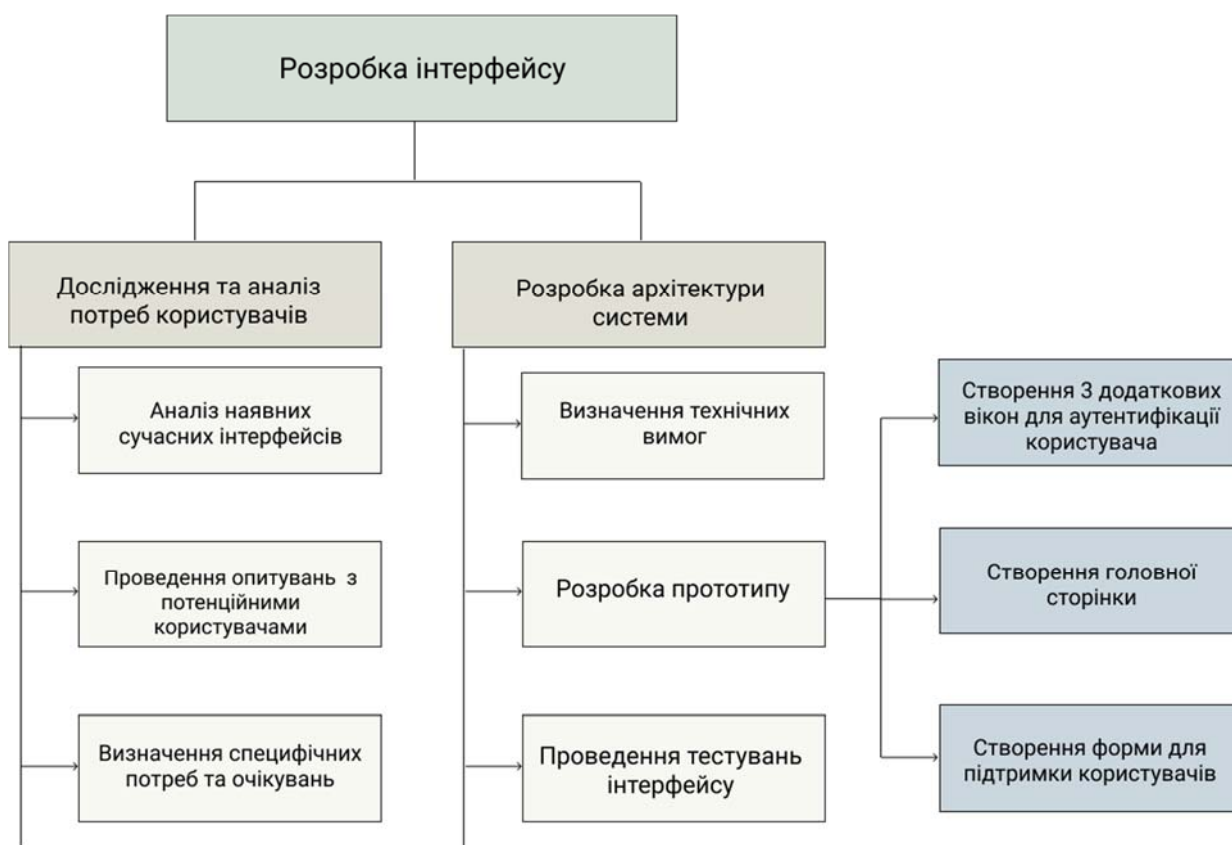 Розробка інтерфейсу
Дослідження та аналіз
потреб користувачів
Аналіз наявних
сучасних інтерфейсів
Проведення опитувань з
потенційними
користувачами
Визначення специфічних
потреб та очікувань
Розробка архітектури
системи
Визначення технічних
вимог
Розробка прототипу
Проведення тестувань
інтерфейсу
Створення 3 додаткових
вікон для аутентифікації
користувача
Створення головної
сторінки
Створення форми для
підтримки користувачів